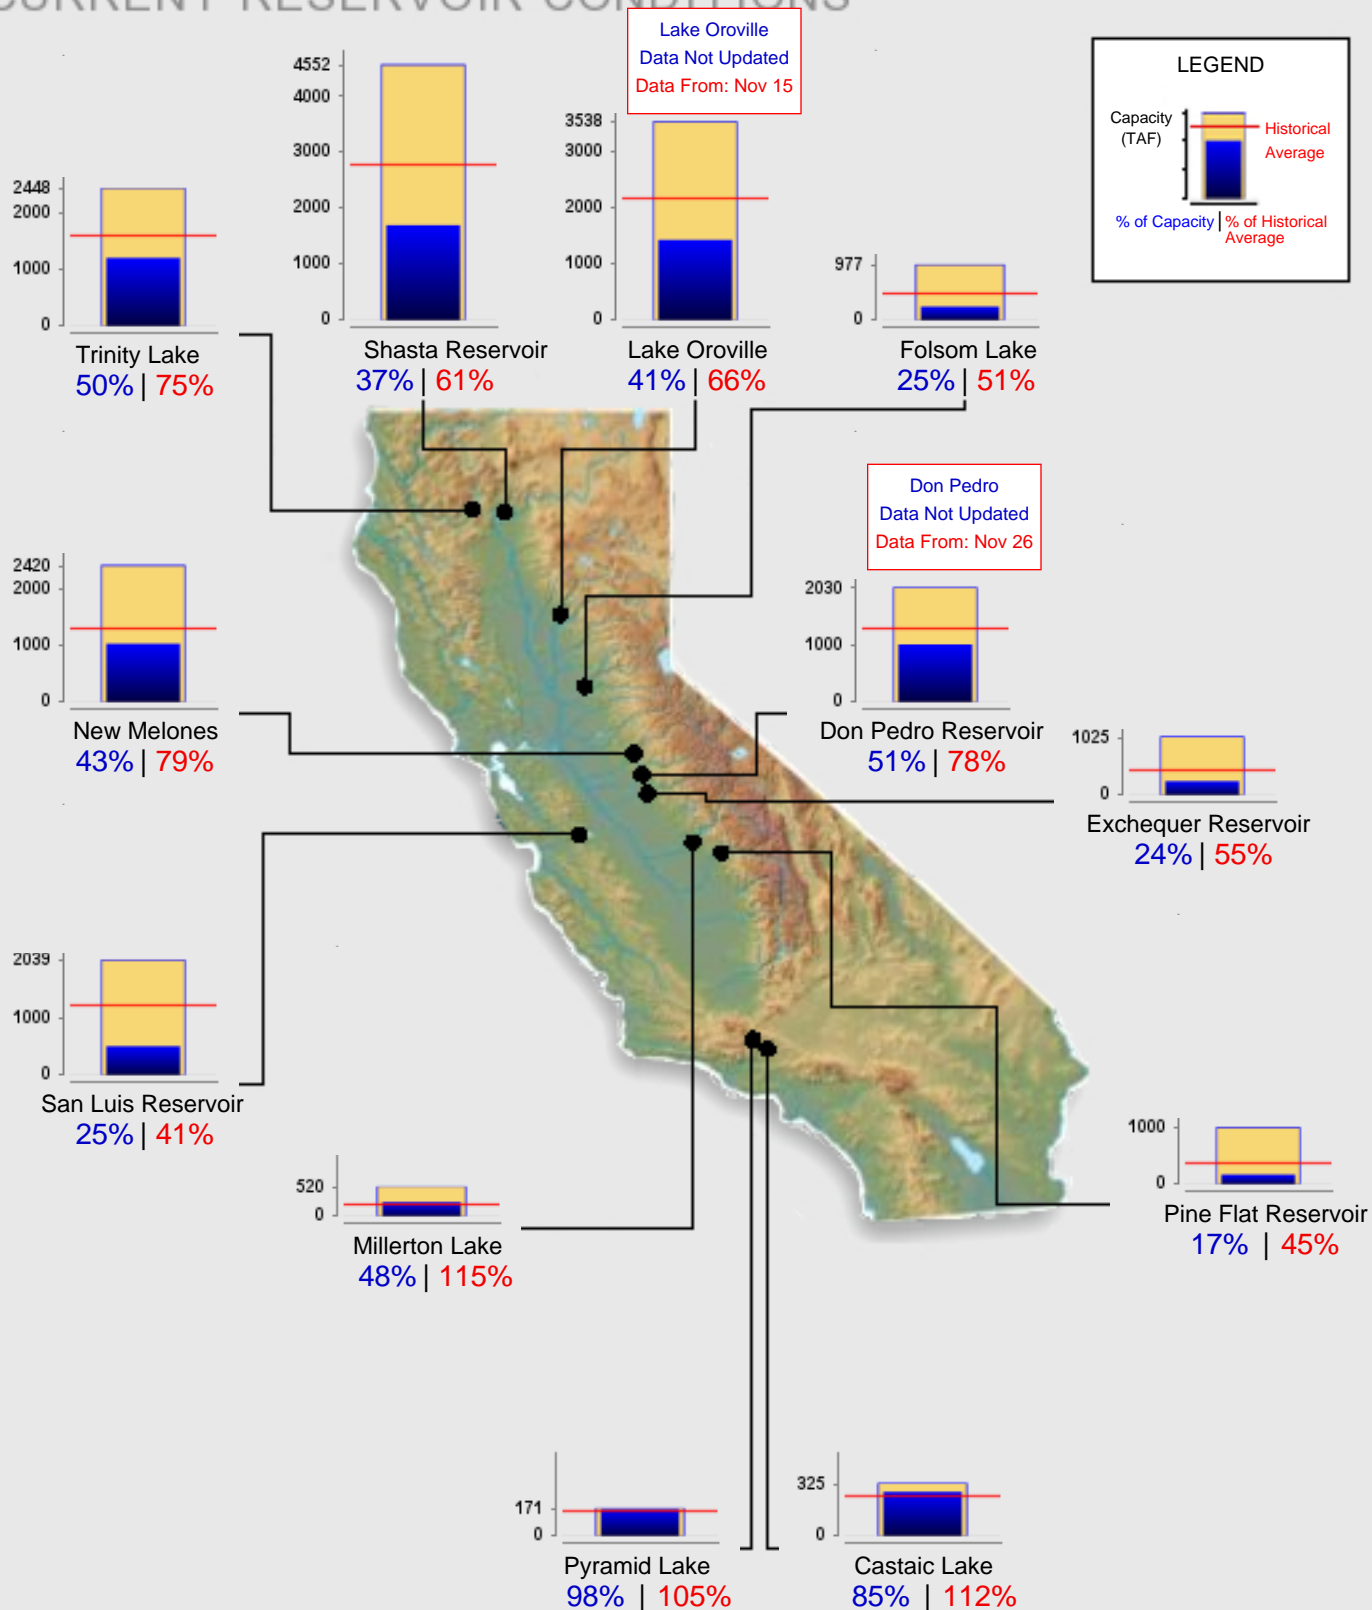 CURRENT RESERVOIR CONDITIONS
Lake Oroville
Data Not Updated
Data From: Nov 15
LEGEND
Capacity
(TAF)
Historical
Average
% of Capacity | % of Historical
Average
2448
2000
1000
0
Trinity Lake
50% | 75%
4552
4000
3000
2000
1000
0
Shasta Reservoir
37% | 61%
3538
3000
2000
1000
0
Lake Oroville
41% | 66%
977
0
Folsom Lake
25% | 51%
2420
2000
1000
0
New Melones
43% | 79%
Don Pedro
Data Not Updated
Data From: Nov 26
2030
1000
0
Don Pedro Reservoir
51% | 78%
1025
0
Exchequer Reservoir
24% | 55%
2039
1000
0
San Luis Reservoir
25% | 41%
520
0
Millerton Lake
48% | 115%
1000
0
Pine Flat Reservoir
17% | 45%
171
0
Pyramid Lake
98% | 105%
325
0
Castaic Lake
85% | 112%